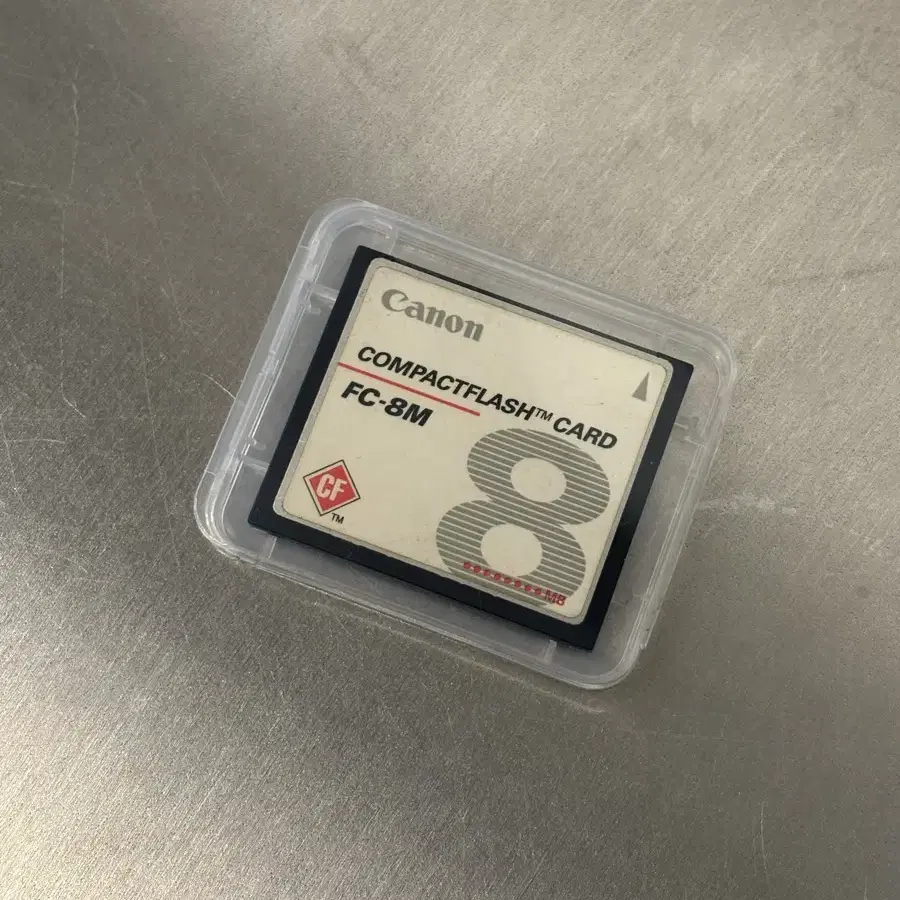 Canon
COMPACTFLASH™ CARD
FC-8M
CF
TM
8
MB